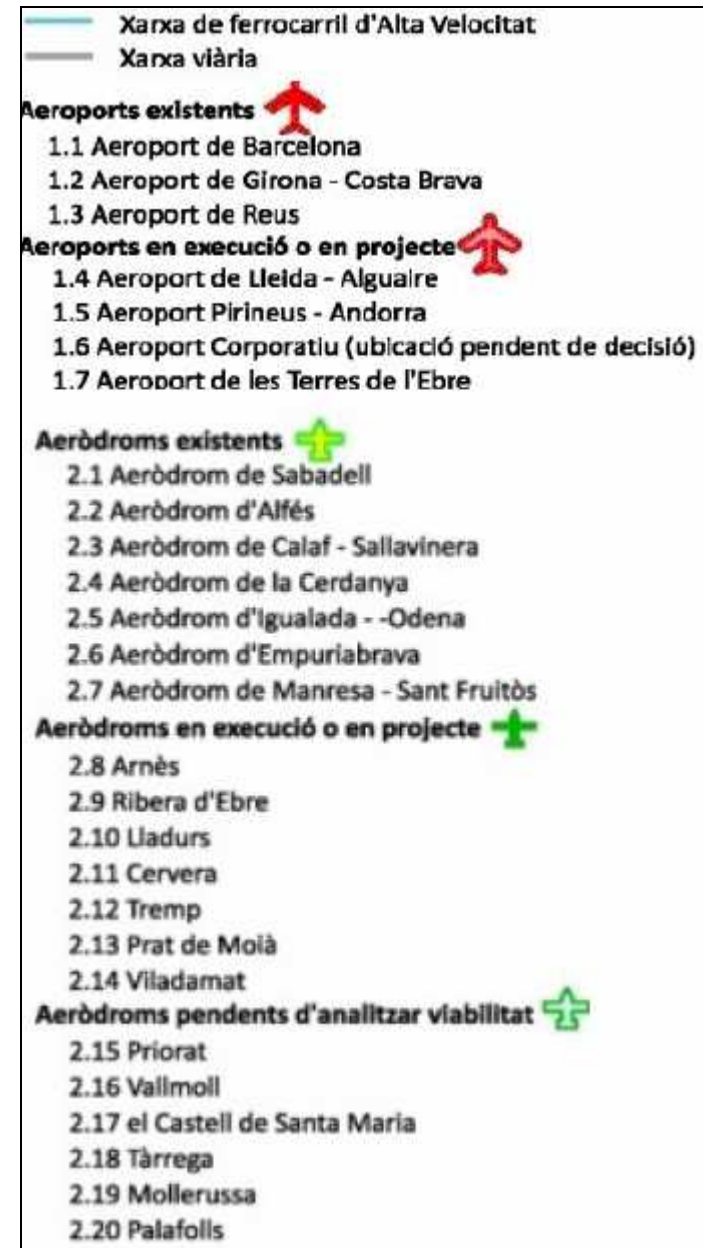 Xarxa de ferrocarril d'Alta Velocitat
Xarxa viària
Aeroports existents
1.1 Aeroport de Barcelona
1.2 Aeroport de Girona - Costa Brava
1.3 Aeroport de Reus
Aeroports en execució o en projecte
1.4 Aeroport de Lleida - Alguaire
1.5 Aeroport Pirineus - Andorra
1.6 Aeroport Corporatiu (ubicació pendent de decisió)
1.7 Aeroport de les Terres de l'Ebre
Aeròdroms existents
2.1 Aeròdrom de Sabadell
2.2 Aeròdrom d'Alfés
2.3 Aeròdrom de Calaf - Sallavinera
2.4 Aeròdrom de la Cerdanya
2.5 Aeròdrom d'Igualada - -Odena
2.6 Aeròdrom d'Empuriabrava
2.7 Aeròdrom de Manresa - Sant Fruitòs
Aeròdroms en execució o en projecte
2.8 Arnès
2.9 Ribera d'Ebre
2.10 Lladurs
2.11 Cervera
2.12 Tremp
2.13 Prat de Moià
2.14 Viladamat
Aeròdroms pendents d'analitzar viabilitat
2.15 Priorat
2.16 Vallmoll
2.17 el Castell de Santa Maria
2.18 Tàrrega
2.19 Mollerussa
2.20 Palafolls